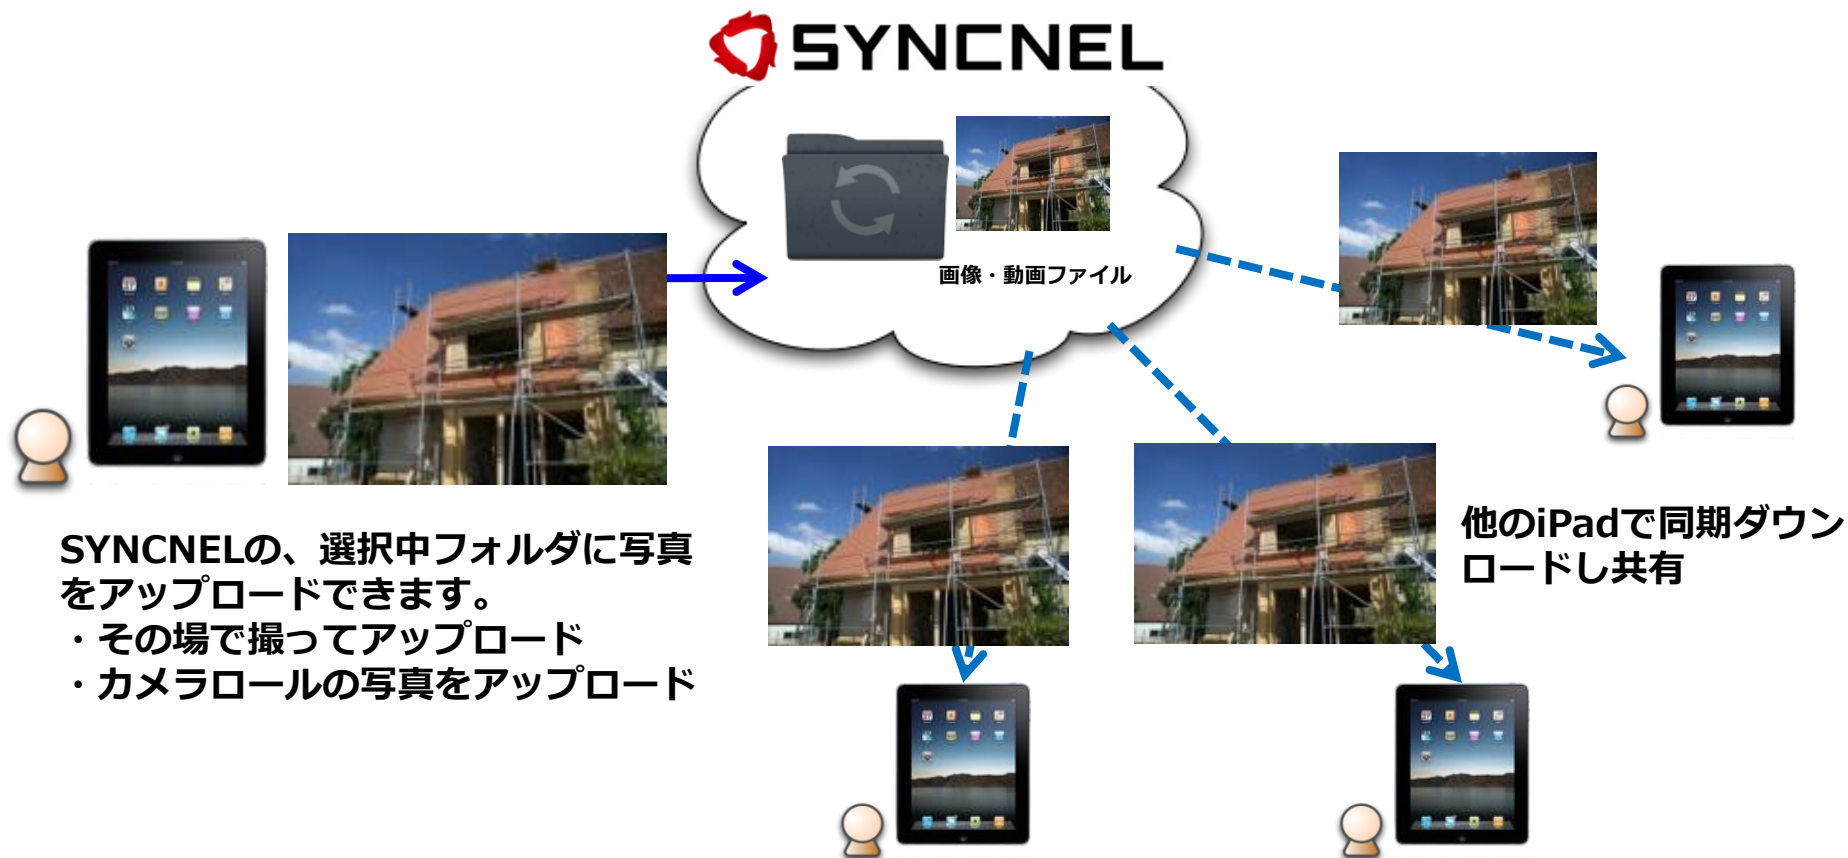 SYNCNEL
画像・動画ファイル
SYNCNELの、選択中フォルダに写真
をアップロードできます。
・その場で撮ってアップロード
・カメラロールの写真をアップロード
他のiPadで同期ダウン
ロードし共有